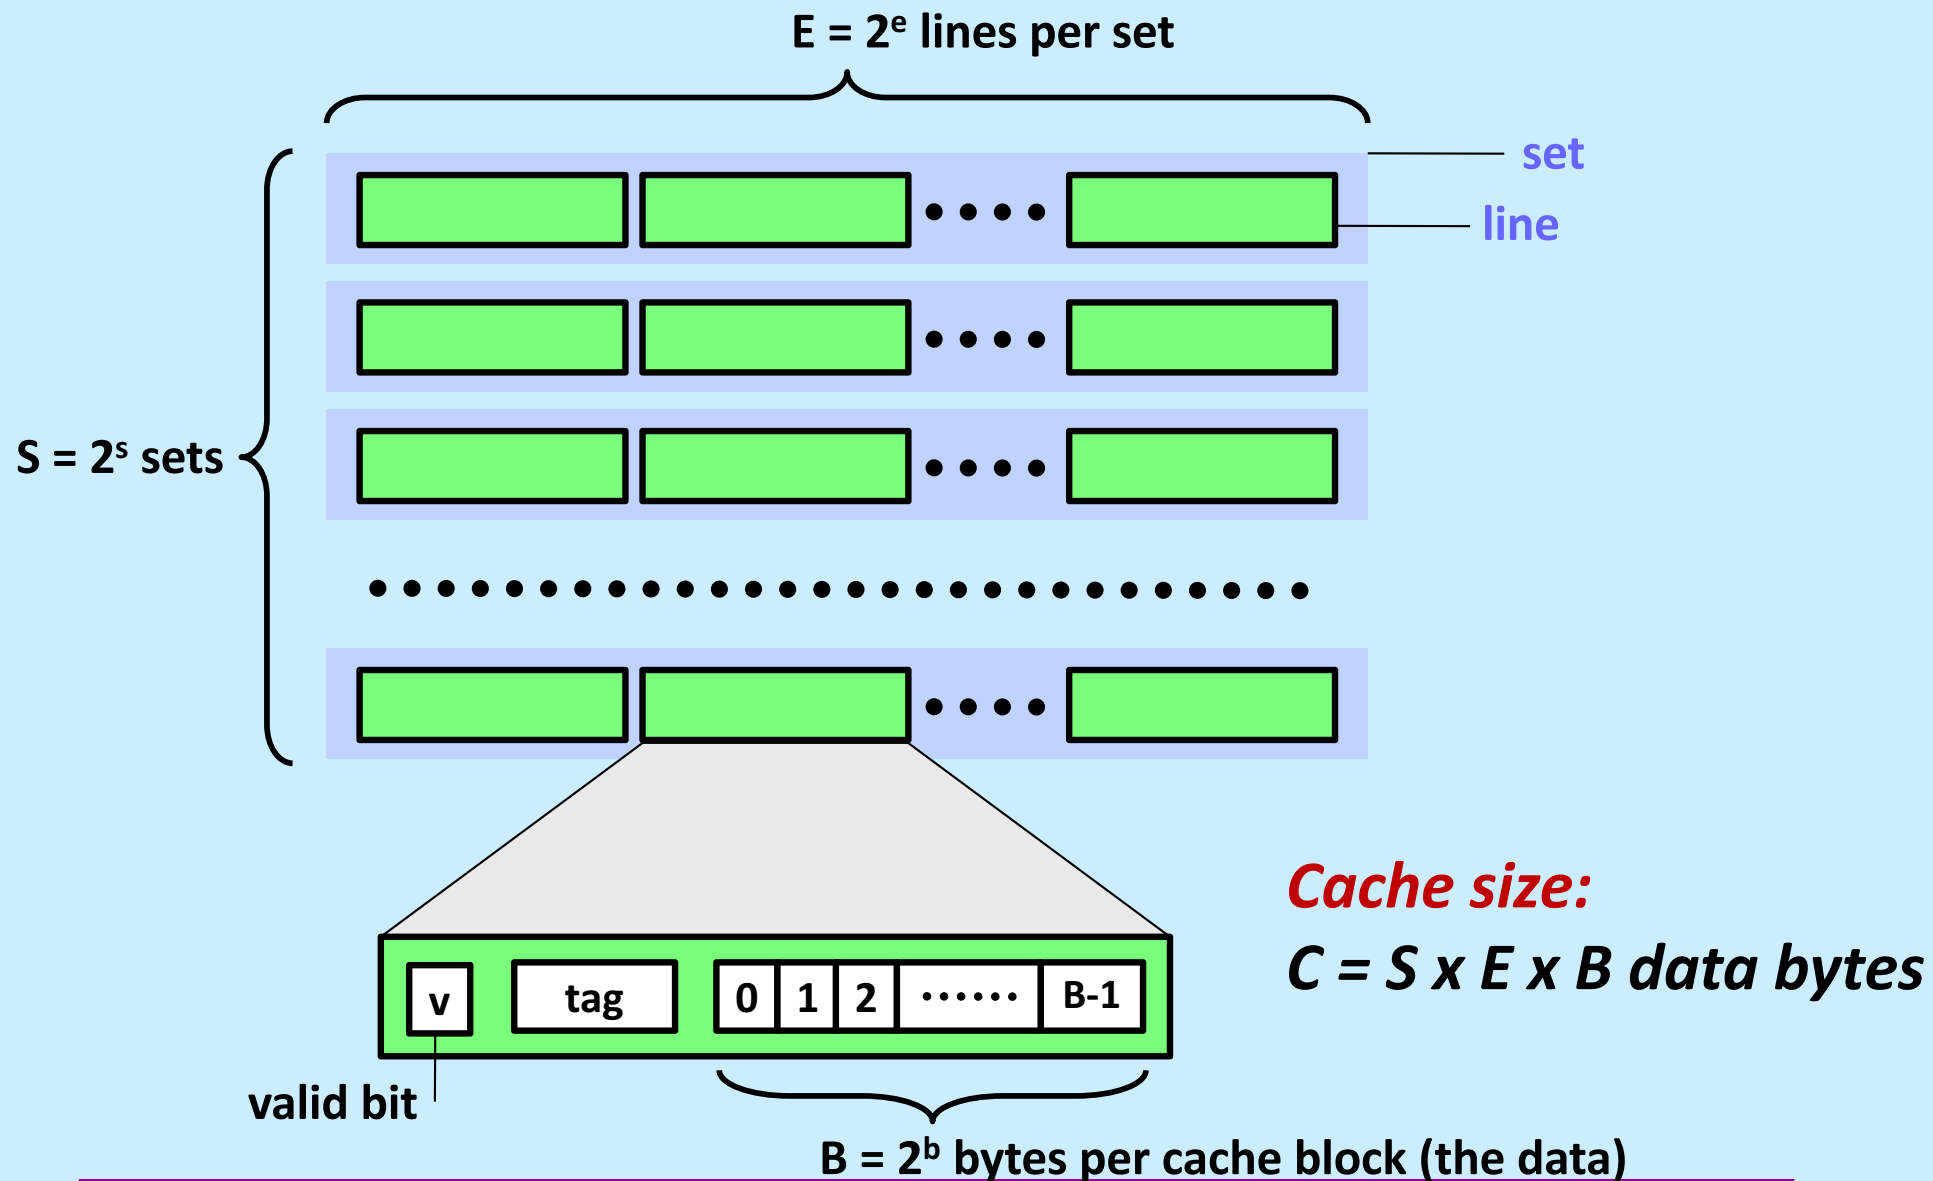 E = 2ᵉ lines per set
set
line
S = 2ˢ sets
Cache size:
C = S x E x B data bytes
v
tag
0 1 2 ······ B-1
valid bit
B = 2ᵇ bytes per cache block (the data)